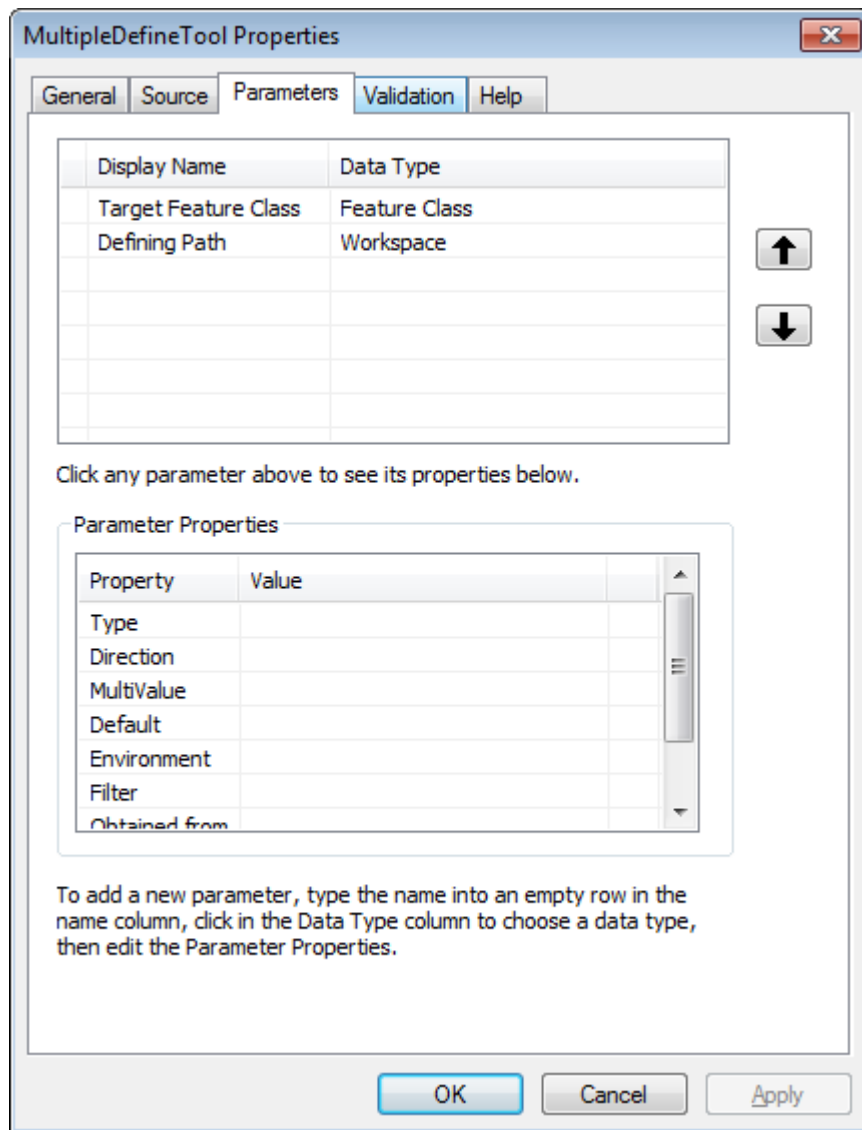 MultipleDefineTool Properties
General Source Parameters Validation Help
Display Name Data Type
Target Feature Class Feature Class
Defining Path Workspace
Click any parameter above to see its properties below.
Parameter Properties
Property Value
Type
Direction
MultiValue
Default
Environment
Filter
Obtained from
To add a new parameter, type the name into an empty row in the
name column, click in the Data Type column to choose a data type,
then edit the Parameter Properties.
OK Cancel Apply